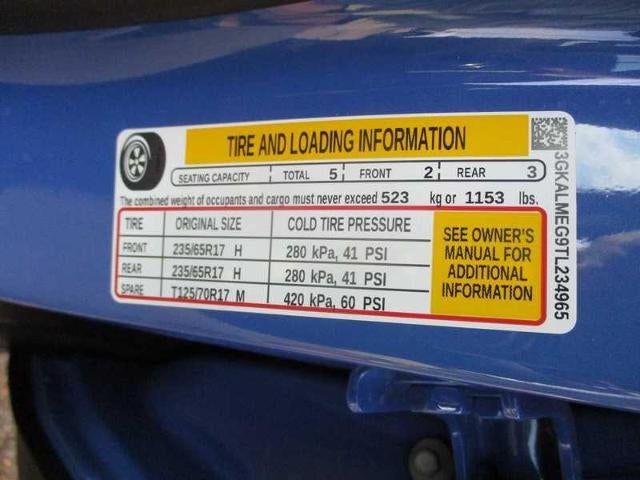 TIRE AND LOADING INFORMATION
SEATING CAPACITY TOTAL 5 FRONT 2 REAR 3
The combined weight of occupants and cargo must never exceed 523 kg or 1153 lbs.
TIRE ORIGINAL SIZE COLD TIRE PRESSURE
FRONT 235/65R17 H 280 kPa, 41 PSI
REAR 235/65R17 H 280 kPa, 41 PSI
SPARE T125/70R17 M 420 kPa, 60 PSI
SEE OWNER'S
MANUAL FOR
ADDITIONAL
INFORMATION
3GKALMEG9TL234965